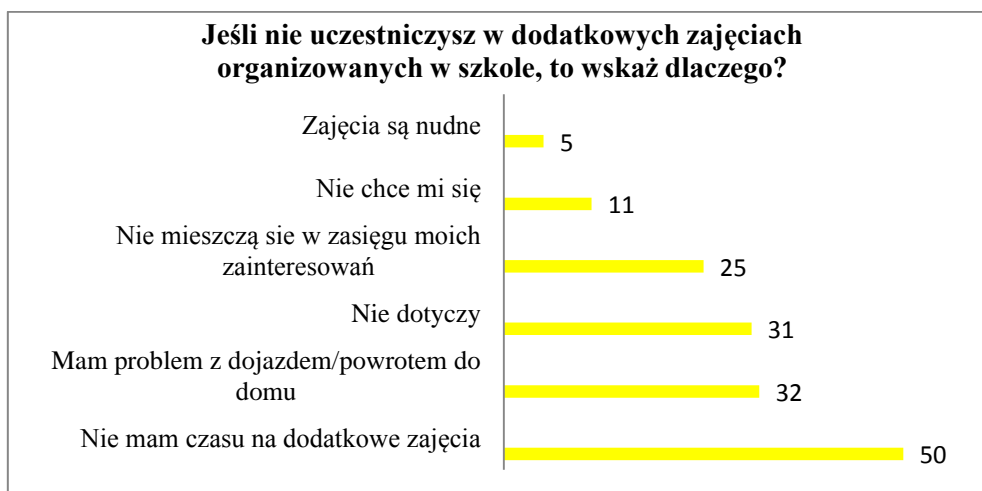 Jeśli nie uczestniczysz w dodatkowych zajęciach
organizowanych w szkole, to wskaż dlaczego?
Zajęcia są nudne
5
Nie chce mi się
11
Nie mieszczą sie w zasięgu moich
zainteresowań
25
Nie dotyczy
31
Mam problem z dojazdem/powrotem do
domu
32
Nie mam czasu na dodatkowe zajęcia
50